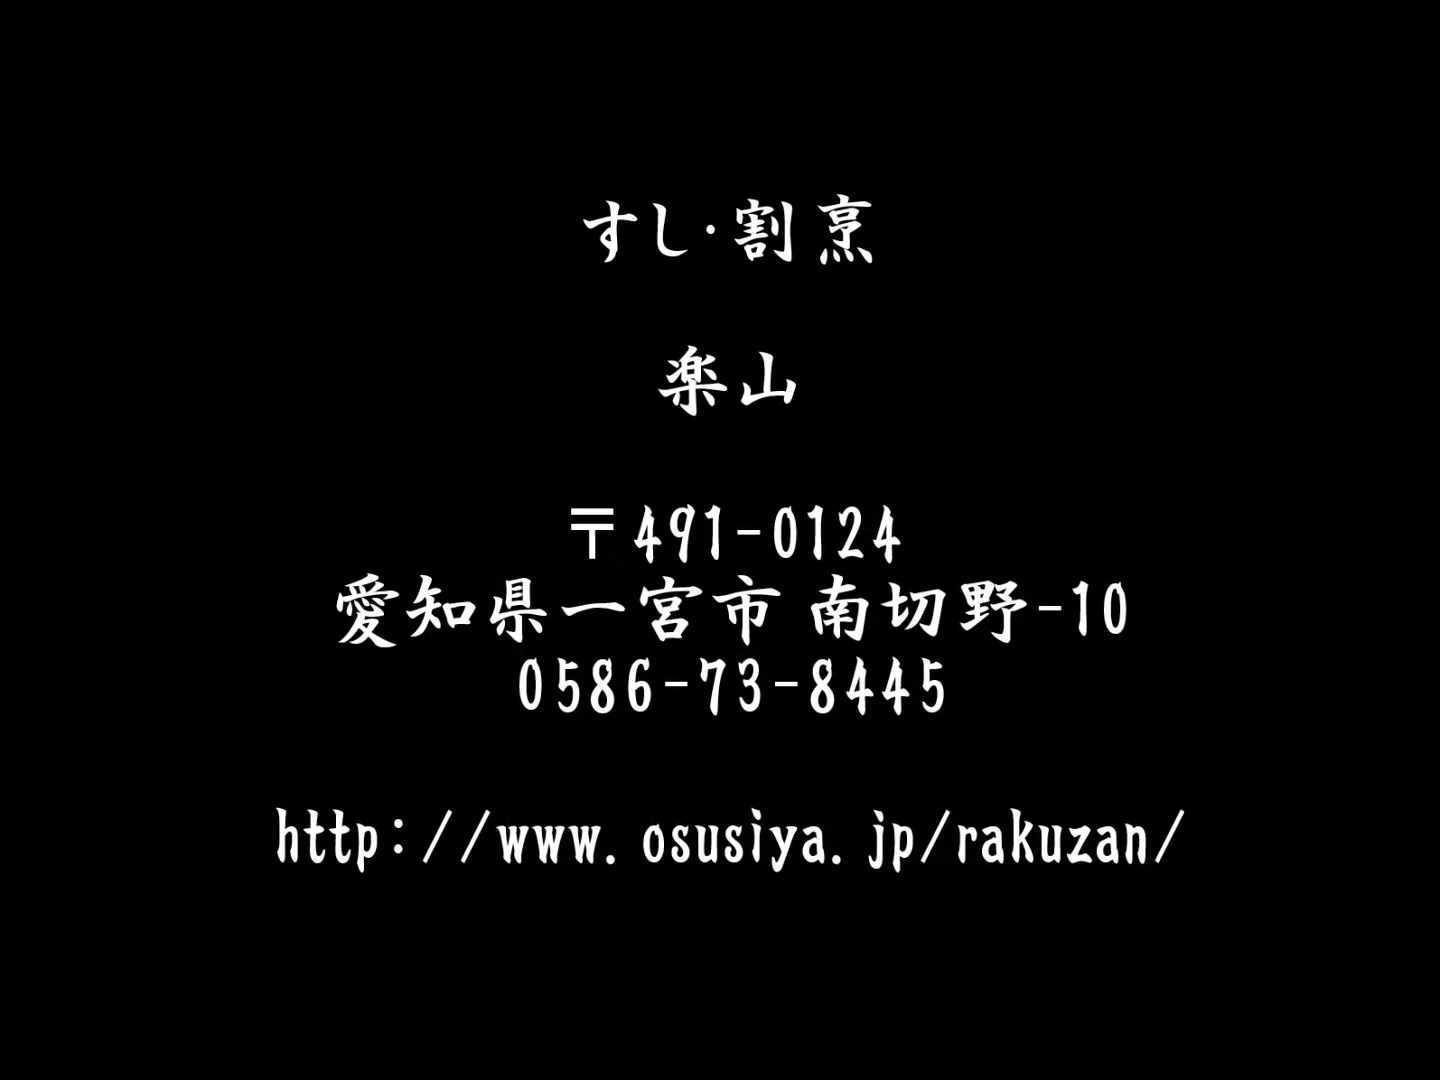 すし・割烹
楽山
〒491-0124
愛知県一宮市 南切野-10
0586-73-8445
http://www.osusiya.jp/rakuzan/